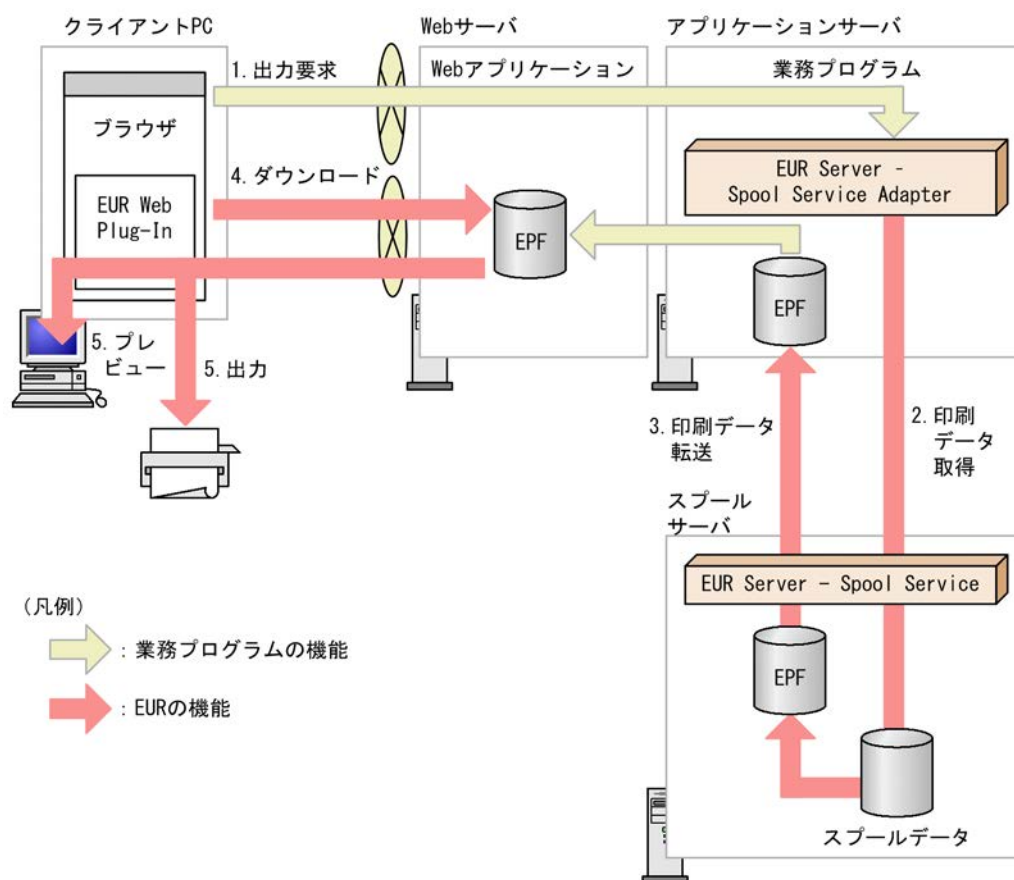 クライアントPC
Webサーバ
アプリケーションサーバ
1.出力要求
Webアプリケーション
業務プログラム
ブラウザ
EUR Server -
Spool Service Adapter
4.ダウンロード
EUR Web
Plug-In
EPF
EPF
5.プレ
ビュー
5.出力
3.印刷データ
転送
2.印刷
データ
取得
スプール
サーバ
EUR Server - Spool Service
(凡例)
:業務プログラムの機能
EPF
:EURの機能
スプールデータ